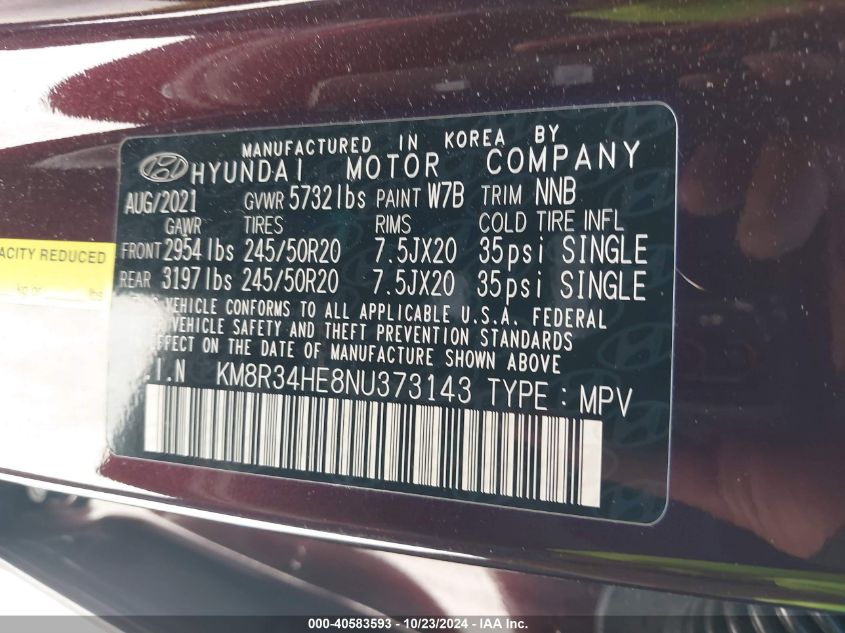 MANUFACTURED IN KOREA BY
HYUNDAI MOTOR COMPANY
AUG/2021 GVWR 5732lbs PAINT W7B TRIM NNB
GAWR TIRES RIMS COLD TIRE INFL
FRONT 2954lbs 245/50R20 7.5JX20 35psi SINGLE
REAR 3197lbs 245/50R20 7.5JX20 35psi SINGLE
VEHICLE CONFORMS TO ALL APPLICABLE U.S.A. FEDERAL
VEHICLE SAFETY AND THEFT PREVENTION STANDARDS
EFFECT ON THE DATE OF MANUFACTURE SHOWN ABOVE
.I.N KM8R34HE8NU373143 TYPE : MPV
ACITY REDUCED
kg or lbs
000-40583593 - 10/23/2024 - IAA Inc.